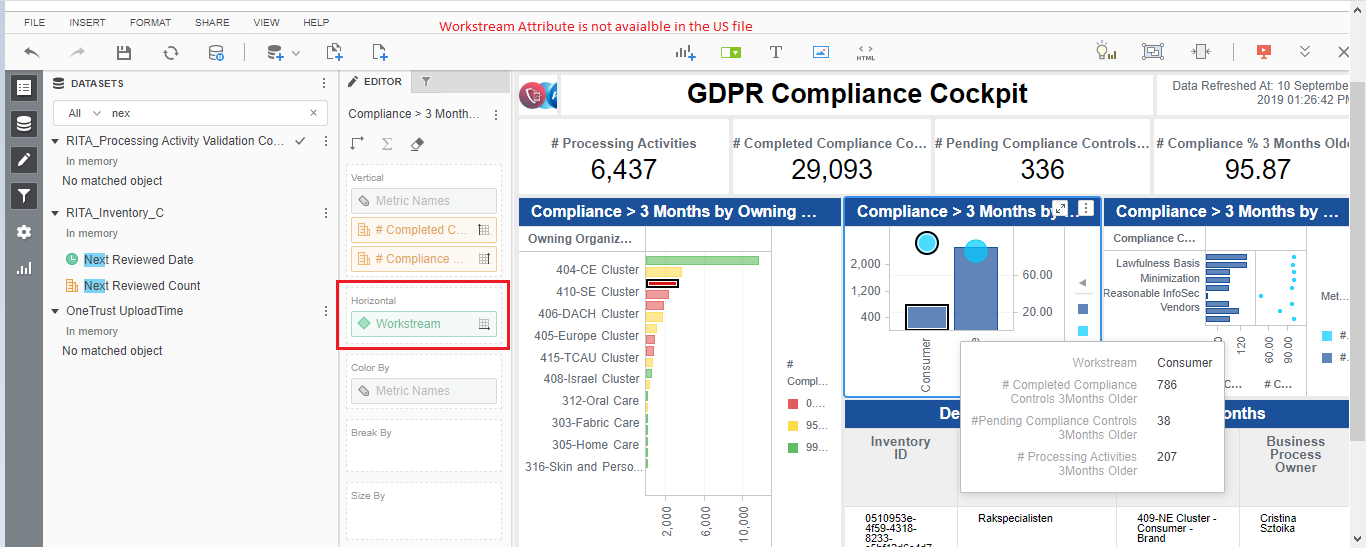 FILE INSERT FORMAT SHARE VIEW HELP
Workstream Attribute is not avaialble in the US file
T
HTML
DATASETS
All nex
RITA_Processing Activity Validation Co...
In memory
No matched object
RITA_Inventory_C
In memory
Next Reviewed Date
Next Reviewed Count
OneTrust UploadTime
In memory
No matched object
EDITOR
Compliance > 3 Month...
Vertical
Metric Names
# Completed C...
# Compliance ...
Horizontal
Workstream
Color By
Metric Names
Break By
Size By
GDPR Compliance Cockpit
Data Refreshed At: 10 September
2019 01:26:42 PM
# Processing Activities
6,437
# Completed Compliance Co...
29,093
# Pending Compliance Controls...
336
# Compliance % 3 Months Olde
95.87
Compliance > 3 Months by Owning ...
Owning Organiz...
404-CE Cluster
410-SE Cluster
406-DACH Cluster
405-Europe Cluster
415-TCAU Cluster
408-Israel Cluster
312-Oral Care
303-Fabric Care
305-Home Care
316-Skin and Perso...
2,000
6,000
10,000
#
Compl...
0....
95...
99...
Compliance > 3 Months by ...
2,000
1,200
400
60.00
20.00
Consumer
e
Workstream Consumer
# Completed Compliance
Controls 3Months Older
786
#Pending Compliance Controls
3Months Older
38
# Processing Activities
3Months Older
207
Compliance > 3 Months by ...
Compliance C...
Lawfulness Basis
Minimization
Reasonable InfoSec
Vendors
40
120
60.00
90.00
# C...
# C...
Met...
#.
#...
De
onths
Inventory
ID
Business
Process
Owner
0510953e-
4f59-4318-
8233-
Rakspecialisten
409-NE Cluster -
Consumer -
Brand
Cristina
Sztoika